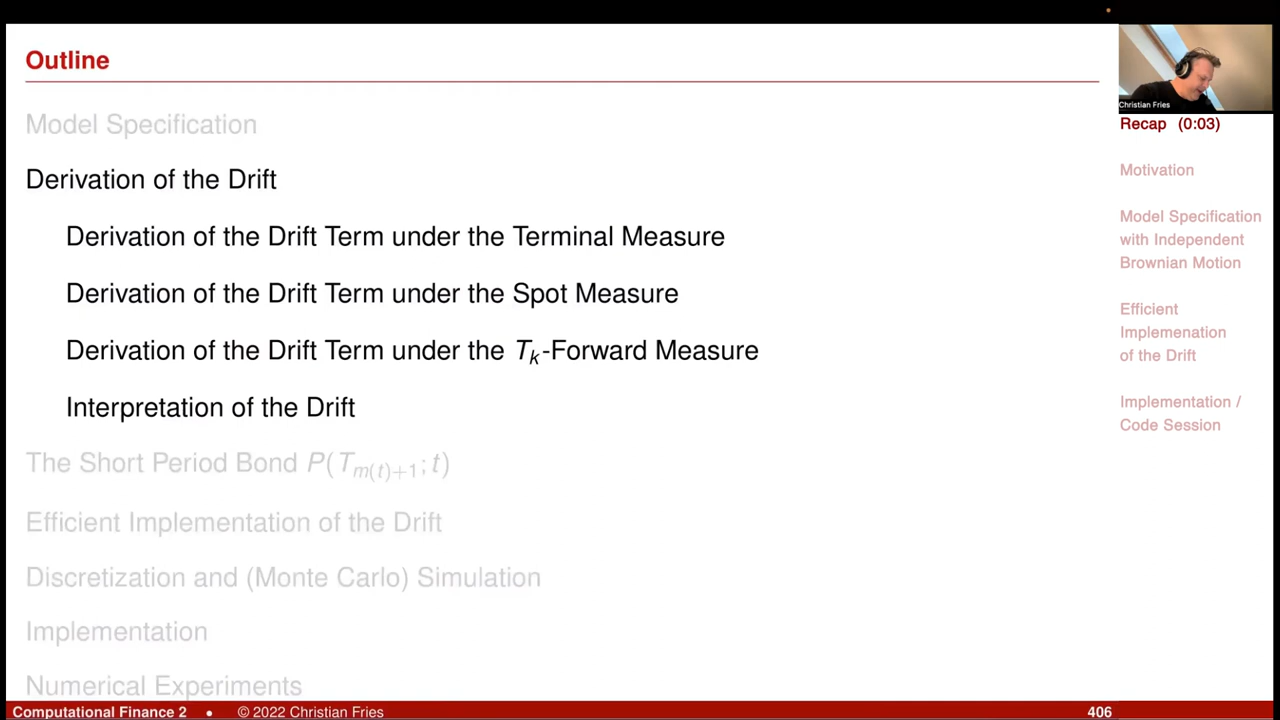 Outline
Model Specification
Derivation of the Drift
Derivation of the Drift Term under the Terminal Measure
Derivation of the Drift Term under the Spot Measure
Derivation of the Drift Term under the T_k-Forward Measure
Interpretation of the Drift
The Short Period Bond P(T_{m(t)+1}; t)
Efficient Implementation of the Drift
Discretization and (Monte Carlo) Simulation
Implementation
Numerical Experiments
Christian Fries
Recap (0:03)
Motivation
Model Specification
with Independent
Brownian Motion
Efficient
Implemenation
of the Drift
Implementation /
Code Session
Computational Finance 2 • © 2022 Christian Fries 406